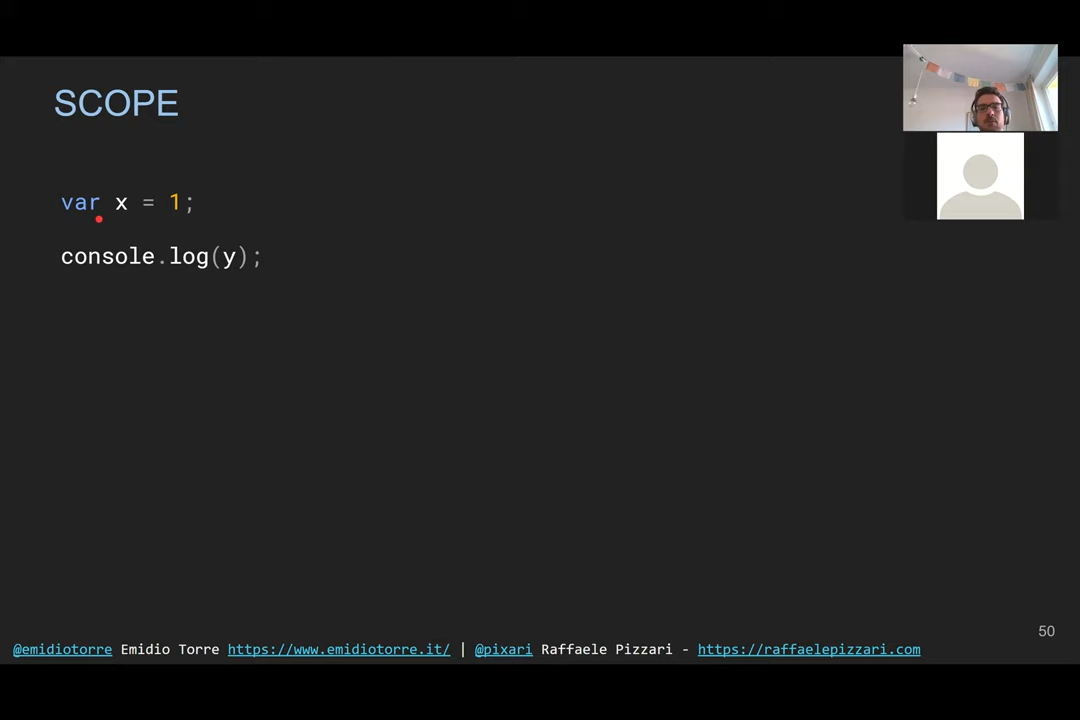 SCOPE
var x = 1;
console.log(y);
50
@emidiotorre Emidio Torre https://www.emidiotorre.it/ | @pixari Raffaele Pizzari - https://raffaelepizzari.com